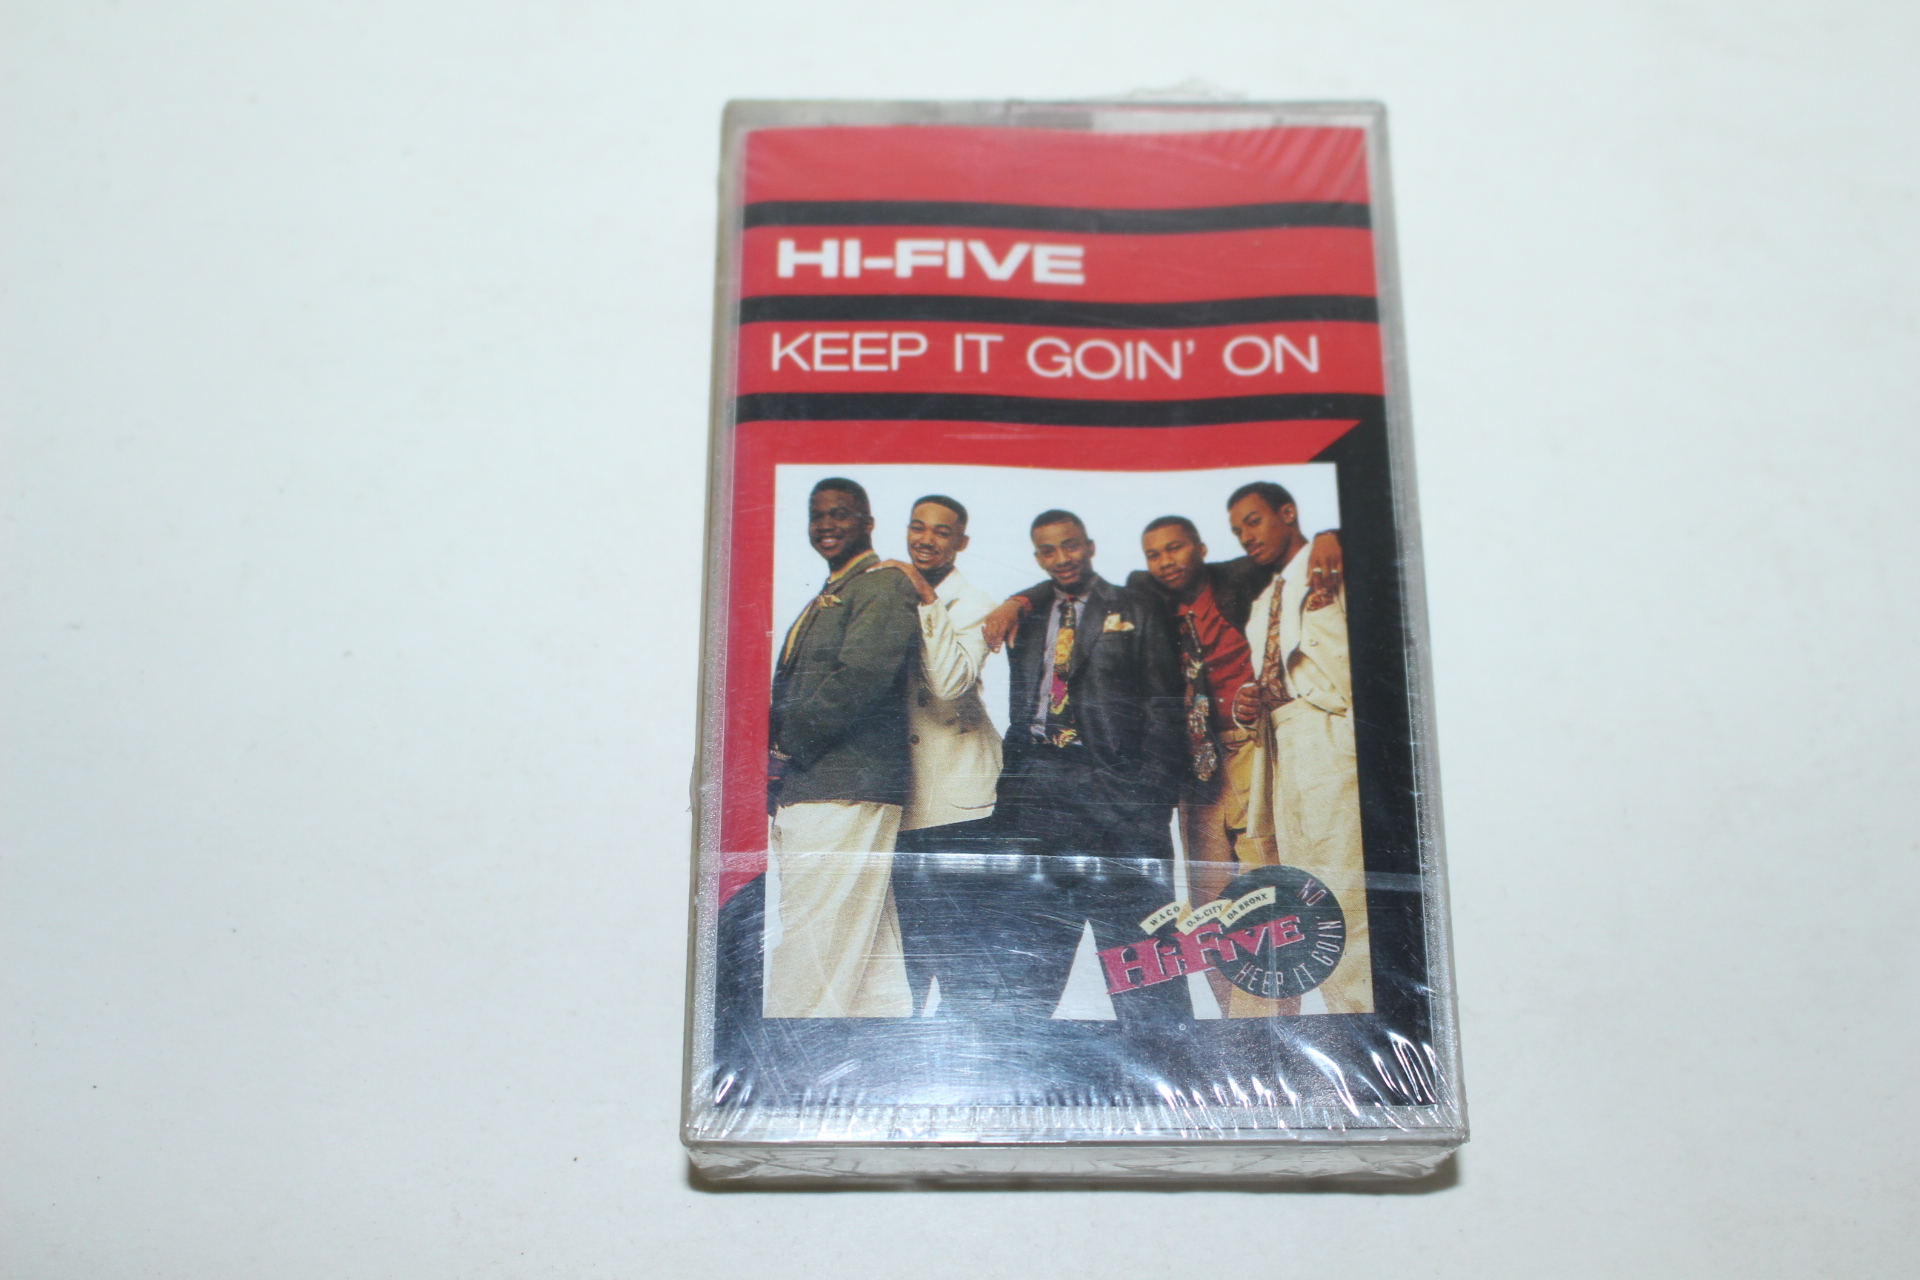 HI-FIVE
KEEP IT GOIN' ON
WACO
O.K. CITY
DA BRONX
Hi-FiVE
KEEP IT GOIN' ON